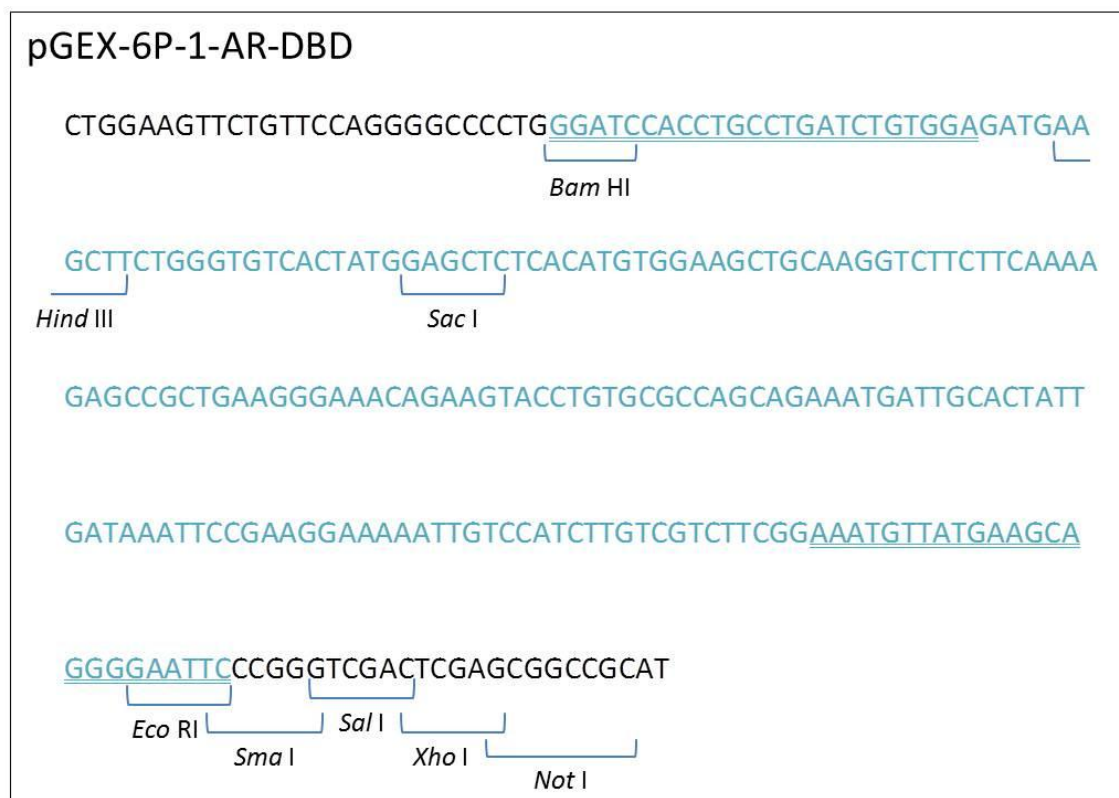 pGEX-6P-1-AR-DBD
CTGGAAGTTCTGTTCCAGGGGCCCCTGGGATCCACCTGCCTGATCTGTGGAGATGAA
Bam HI
GCTTCTGGGTGTCACTATGGAGCTCTCACATGTGGAAGCTGCAAGGTCTTCTTCAAAA
Hind III Sac I
GAGCCGCTGAAGGGAAACAGAAGTACCTGTGCGCCAGCAGAAATGATTGCACTATT
GATAAATTCCGAAGGAAAAATTGTCCATCTTGTCGTCTTCGGAAATGTTATGAAGCA
GGGGAATTCCCGGGTCGACTCGAGCGGCCGCAT
Eco RI Sma I Sal I Xho I Not I